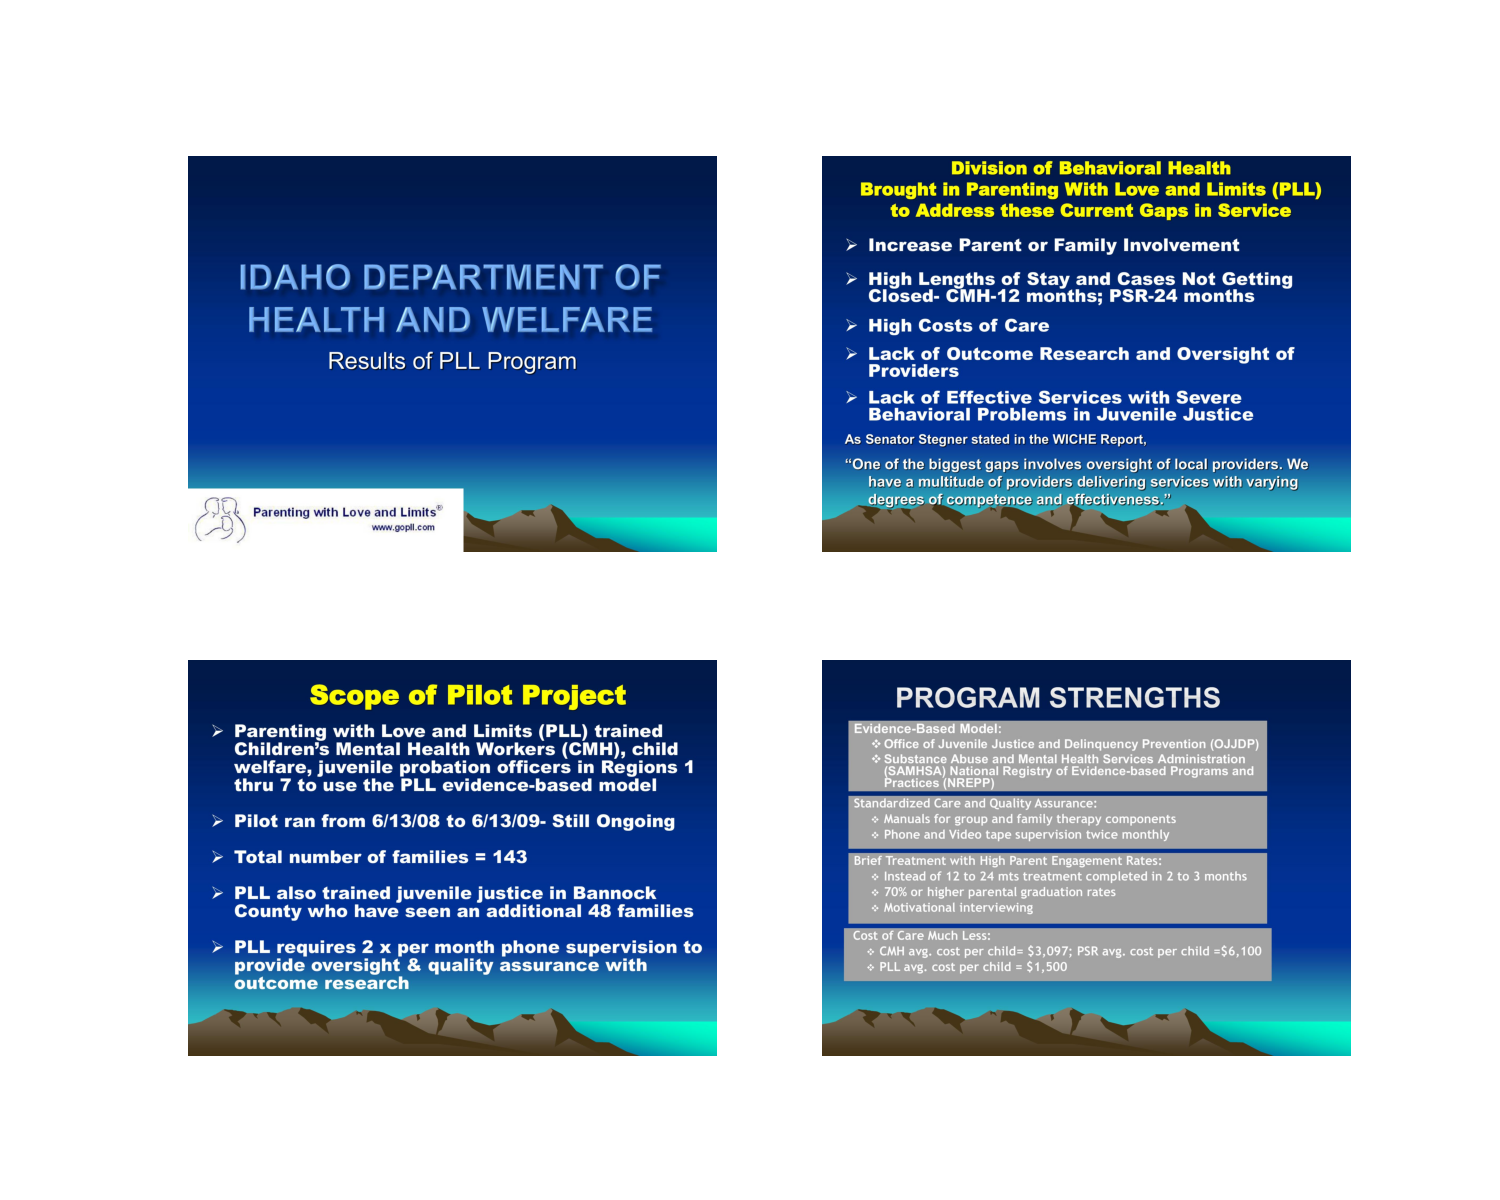 IDAHO DEPARTMENT OF
HEALTH AND WELFARE
Results of PLL Program
Parenting with Love and Limits®
www.gopll.com
Division of Behavioral Health
Brought in Parenting With Love and Limits (PLL)
to Address these Current Gaps in Service
➢ Increase Parent or Family Involvement
➢ High Lengths of Stay and Cases Not Getting
Closed- CMH-12 months; PSR-24 months
➢ High Costs of Care
➢ Lack of Outcome Research and Oversight of
Providers
➢ Lack of Effective Services with Severe
Behavioral Problems in Juvenile Justice
As Senator Stegner stated in the WICHE Report,
“One of the biggest gaps involves oversight of local providers. We
have a multitude of providers delivering services with varying
degrees of competence and effectiveness.”
Scope of Pilot Project
➢ Parenting with Love and Limits (PLL) trained
Children’s Mental Health Workers (CMH), child
welfare, juvenile probation officers in Regions 1
thru 7 to use the PLL evidence-based model
➢ Pilot ran from 6/13/08 to 6/13/09- Still Ongoing
➢ Total number of families = 143
➢ PLL also trained juvenile justice in Bannock
County who have seen an additional 48 families
➢ PLL requires 2 x per month phone supervision to
provide oversight & quality assurance with
outcome research
PROGRAM STRENGTHS
Evidence-Based Model:
❖ Office of Juvenile Justice and Delinquency Prevention (OJJDP)
❖ Substance Abuse and Mental Health Services Administration
(SAMHSA) National Registry of Evidence-based Programs and
Practices (NREPP)
Standardized Care and Quality Assurance:
❖ Manuals for group and family therapy components
❖ Phone and Video tape supervision twice monthly
Brief Treatment with High Parent Engagement Rates:
❖ Instead of 12 to 24 mts treatment completed in 2 to 3 months
❖ 70% or higher parental graduation rates
❖ Motivational interviewing
Cost of Care Much Less:
❖ CMH avg. cost per child= $3,097; PSR avg. cost per child =$6,100
❖ PLL avg. cost per child = $1,500